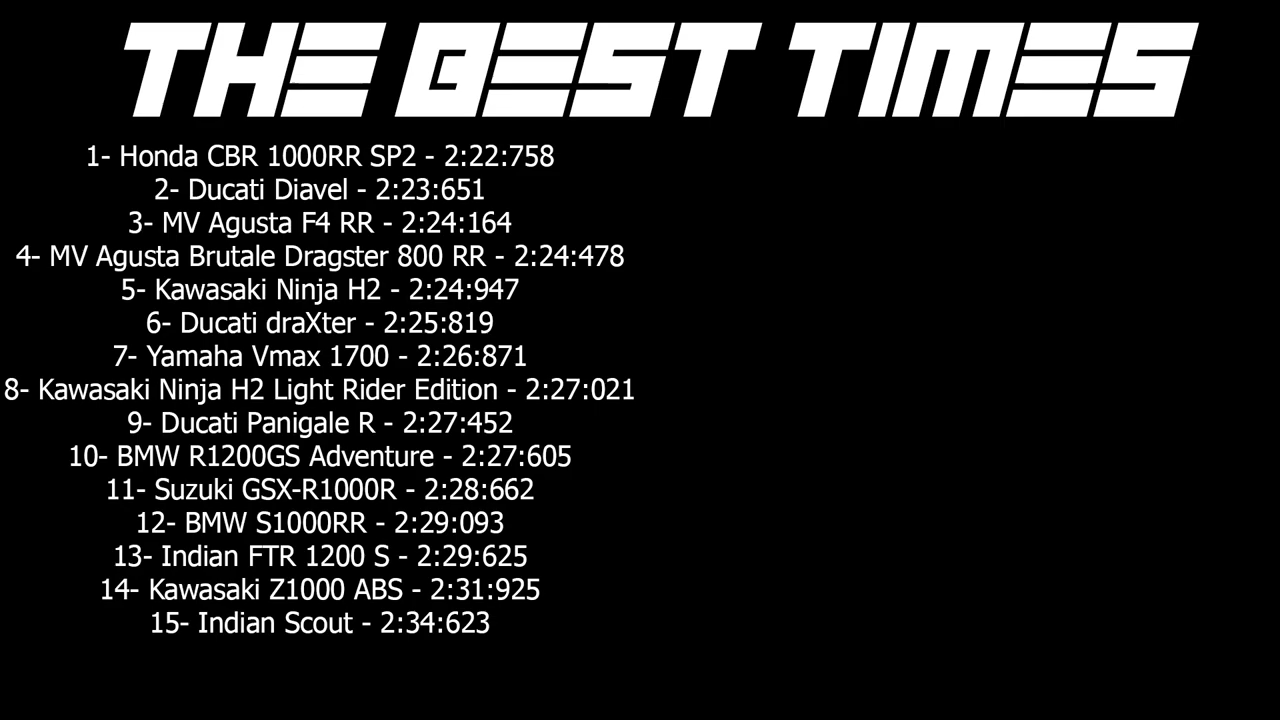 THE BEST TIMES
1- Honda CBR 1000RR SP2 - 2:22:758
2- Ducati Diavel - 2:23:651
3- MV Agusta F4 RR - 2:24:164
4- MV Agusta Brutale Dragster 800 RR - 2:24:478
5- Kawasaki Ninja H2 - 2:24:947
6- Ducati draXter - 2:25:819
7- Yamaha Vmax 1700 - 2:26:871
8- Kawasaki Ninja H2 Light Rider Edition - 2:27:021
9- Ducati Panigale R - 2:27:452
10- BMW R1200GS Adventure - 2:27:605
11- Suzuki GSX-R1000R - 2:28:662
12- BMW S1000RR - 2:29:093
13- Indian FTR 1200 S - 2:29:625
14- Kawasaki Z1000 ABS - 2:31:925
15- Indian Scout - 2:34:623